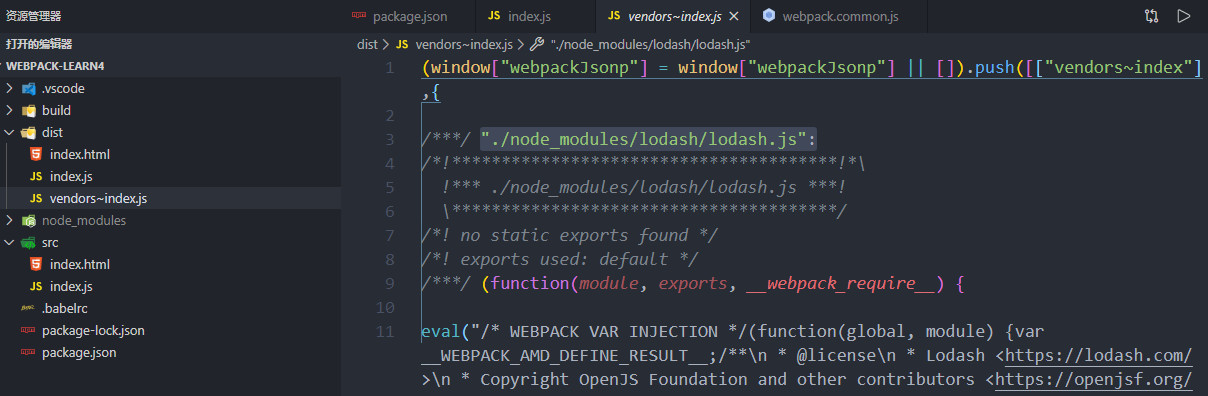 资源管理器
打开的编辑器
WEBPACK-LEARN4
.vscode
build
dist
index.html
JS index.js
JS vendors~index.js
node_modules
src
index.html
JS index.js
.babelrc
package-lock.json
package.json
package.json JS index.js JS vendors~index.js × webpack.common.js
dist > JS vendors~index.js > "./node_modules/lodash/lodash.js"
1 (window["webpackJsonp"] = window["webpackJsonp"] || []).push([["vendors~index"]
,{
2
3 /***/ "./node_modules/lodash/lodash.js":
4 /*!***************************************!*\
5   !*** ./node_modules/lodash/lodash.js ***!
6   \***************************************/
7 /*! no static exports found */
8 /*! exports used: default */
9 /***/ (function(module, exports, __webpack_require__) {
10
11 eval("/* WEBPACK VAR INJECTION */(function(global, module) {var
__WEBPACK_AMD_DEFINE_RESULT__;/**\n * @license\n * Lodash <https://lodash.com/
>\n * Copyright OpenJS Foundation and other contributors <https://openjsf.org/